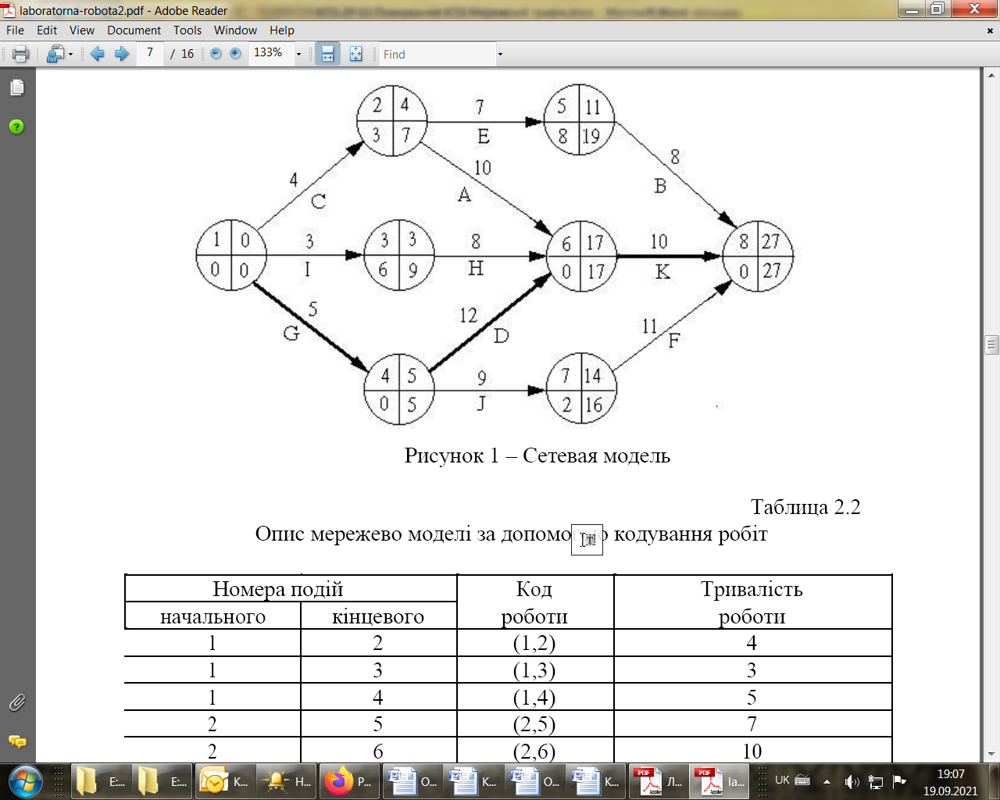 laboratorna-robota2.pdf - Adobe Reader
File Edit View Document Tools Window Help
7 / 16 133% Find
2 4
3 7
7
E
5 11
8 19
4
C
10
A
8
B
1 0
0 0
3
I
3 3
6 9
8
H
6 17
0 17
10
K
8 27
0 27
5
G
12
D
11
F
4 5
0 5
9
J
7 14
2 16
Рисунок 1 – Сетевая модель
Таблица 2.2
Опис мережево моделі за допомогою кодування робіт
Номера подій Код Тривалість
начального кінцевого роботи роботи
1 2 (1,2) 4
1 3 (1,3) 3
1 4 (1,4) 5
2 5 (2,5) 7
2 6 (2,6) 10
E:... E:... K... H... P... O... K... O... K... Л... la...
UK 19:07
19.09.2021